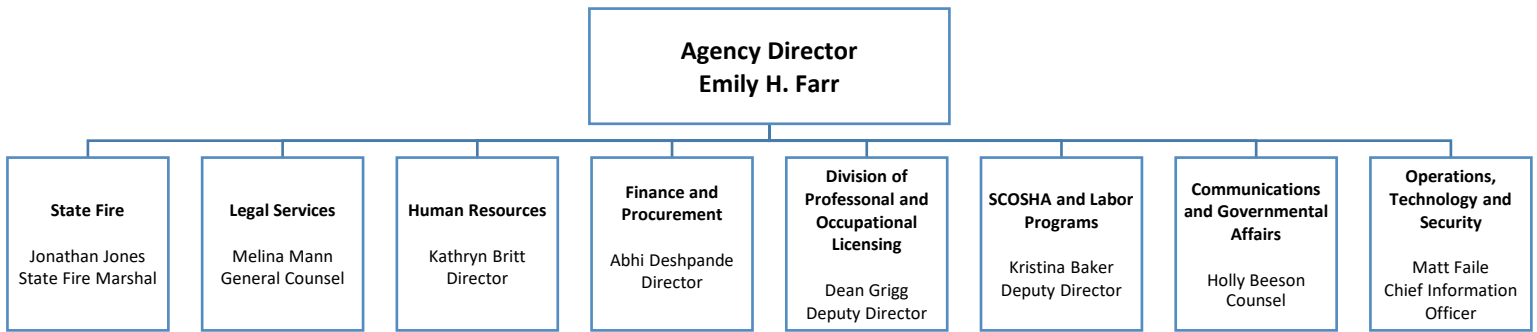 Agency Director
Emily H. Farr
State Fire
Jonathan Jones
State Fire Marshal
Legal Services
Melina Mann
General Counsel
Human Resources
Kathryn Britt
Director
Finance and
Procurement
Abhi Deshpande
Director
Division of
Professonal and
Occupational
Licensing
Dean Grigg
Deputy Director
SCOSHA and Labor
Programs
Kristina Baker
Deputy Director
Communications
and Governmental
Affairs
Holly Beeson
Counsel
Operations,
Technology and
Security
Matt Faile
Chief Information
Officer